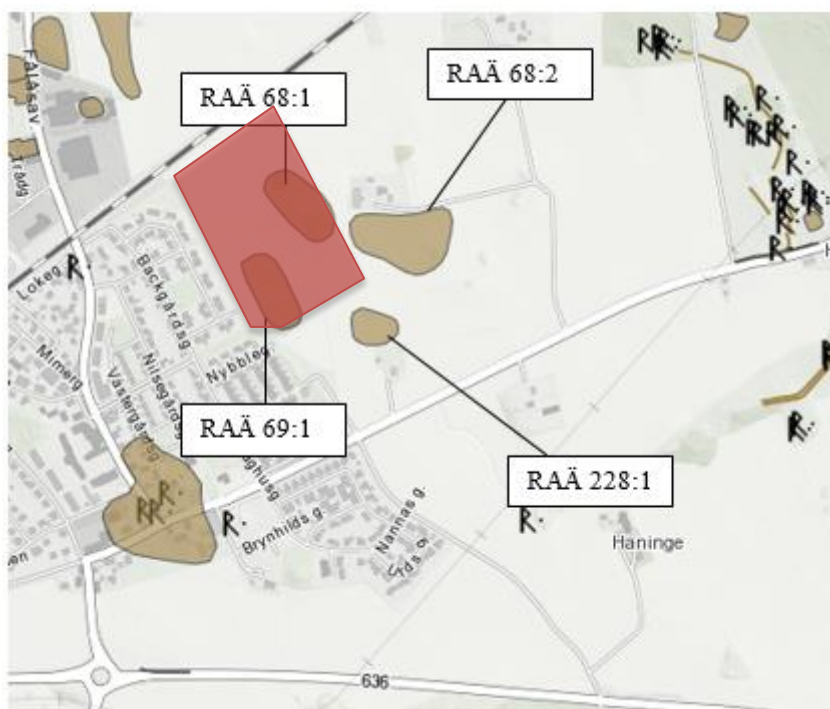 RAÄ 68:1
RAÄ 68:2
FALAsav
Lokeg.
Backgårdsg.
Mimerg
Nilsegårdsg
Västergårdsg
Nybbleg.
RAÄ 69:1
RAÄ 228:1
Brynhilds g.
Nannas g.
Haninge
636